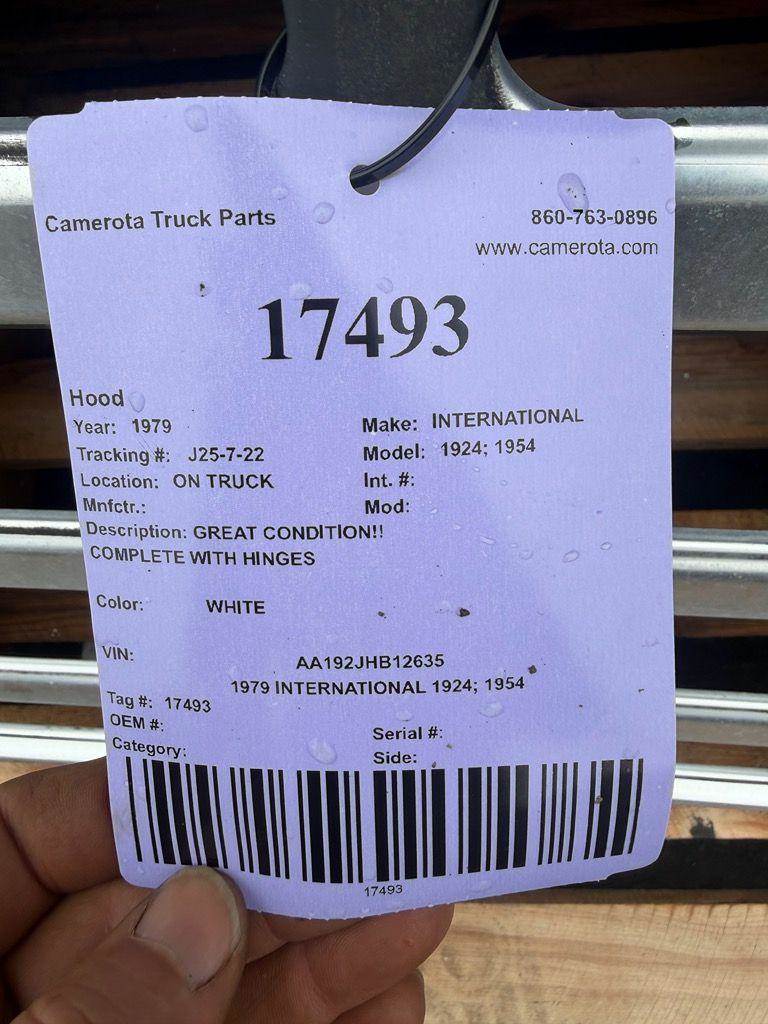 Camerota Truck Parts 860-763-0896
www.camerota.com
17493
Hood
Year: 1979 Make: INTERNATIONAL
Tracking #: J25-7-22 Model: 1924; 1954
Location: ON TRUCK Int. #:
Mnfctr.: Mod:
Description: GREAT CONDITION!!
COMPLETE WITH HINGES
Color: WHITE
VIN: AA192JHB12635
1979 INTERNATIONAL 1924; 1954
Tag #: 17493
OEM #: Serial #:
Category: Side:
17493